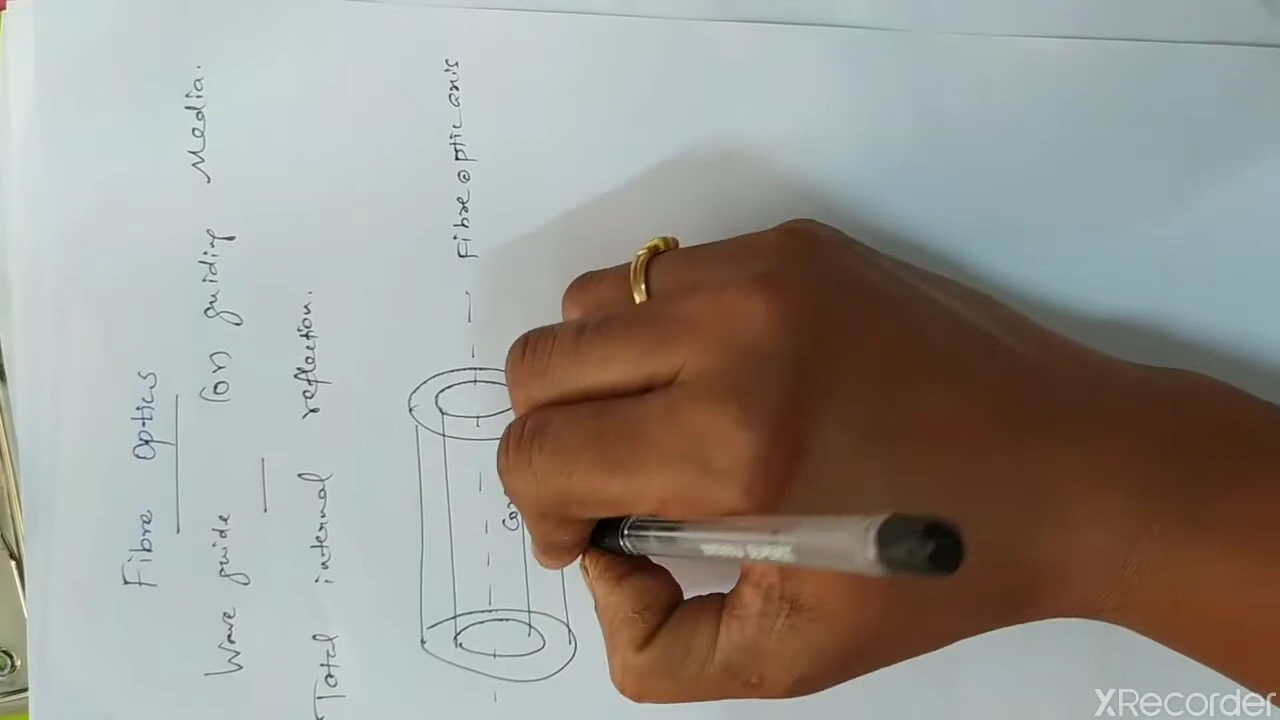 Fibre Optics
Wave guide (or) guiding Media.
Total internal reflection.
Fibre optic axis
XRecorder